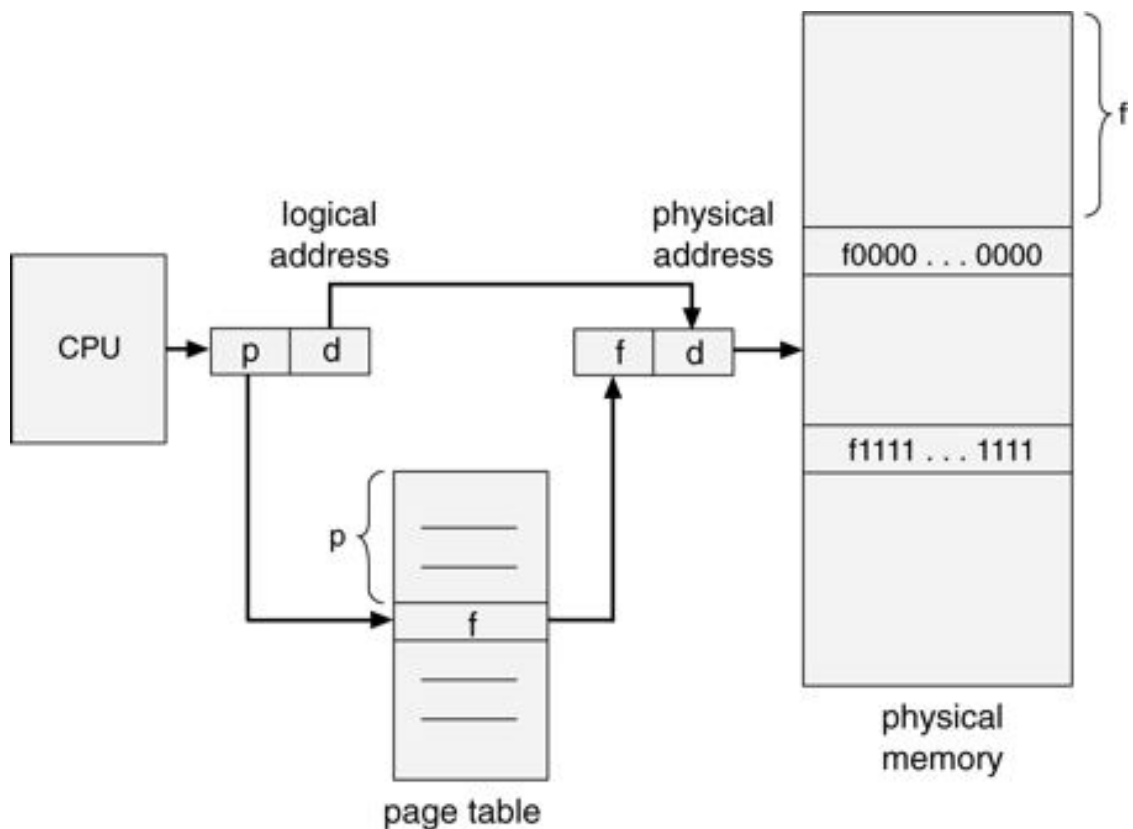 f
logical
address
physical
address
f0000 . . . 0000
CPU
p
d
f
d
f1111 . . . 1111
p
f
physical
memory
page table